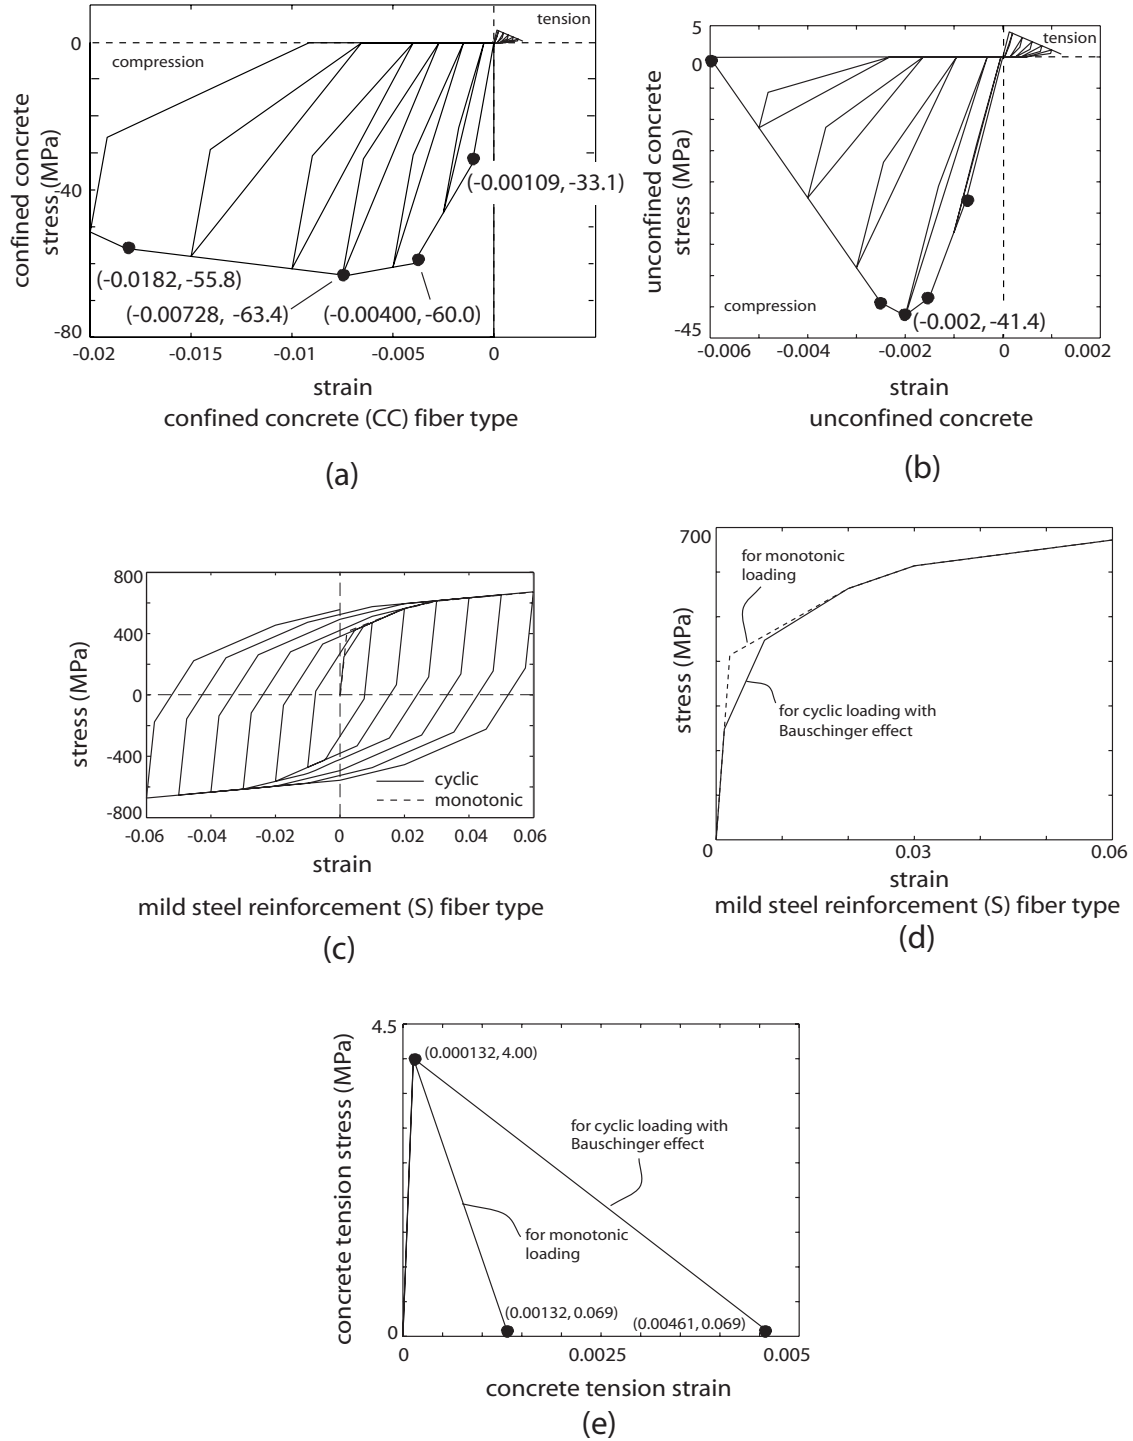 tension
0
compression
confined concrete
stress (MPa)
-40
(-0.00109, -33.1)
(-0.0182, -55.8)
(-0.00728, -63.4)
(-0.00400, -60.0)
-80
-0.02
-0.015
-0.01
-0.005
0
strain
confined concrete (CC) fiber type
(a)
5
tension
0
unconfined concrete
stress (MPa)
compression
(-0.002, -41.4)
-45
-0.006
-0.004
-0.002
0
0.002
strain
unconfined concrete
(b)
800
400
0
-400
-800
stress (MPa)
cyclic
monotonic
-0.06
-0.04
-0.02
0
0.02
0.04
0.06
strain
mild steel reinforcement (S) fiber type
(c)
700
for monotonic
loading
stress (MPa)
for cyclic loading with
Bauschinger effect
0
0.03
0.06
strain
mild steel reinforcement (S) fiber type
(d)
4.5
(0.000132, 4.00)
concrete tension stress (MPa)
for cyclic loading with
Bauschinger effect
for monotonic
loading
(0.00132, 0.069)
(0.00461, 0.069)
0
0
0.0025
0.005
concrete tension strain
(e)